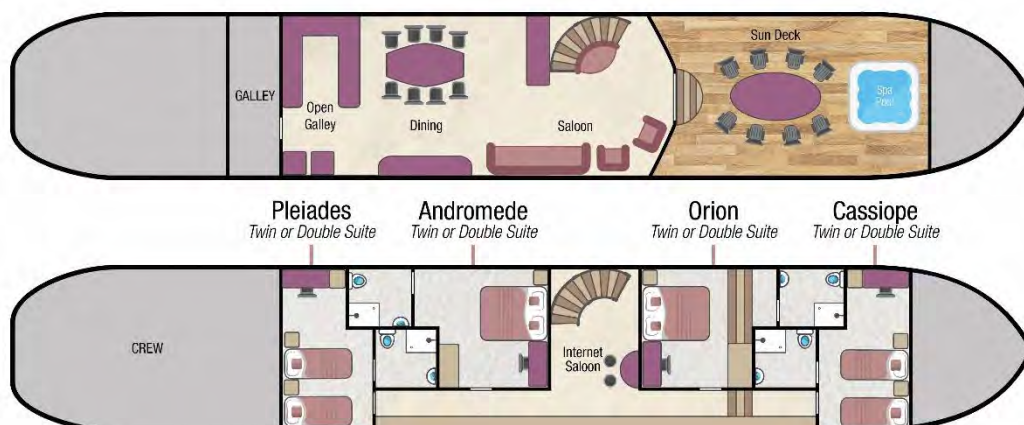 Sun Deck
GALLEY
Open
Galley
Dining
Saloon
Spa
Pool
Pleiades
Twin or Double Suite
Andromede
Twin or Double Suite
Orion
Twin or Double Suite
Cassiope
Twin or Double Suite
CREW
Internet
Saloon